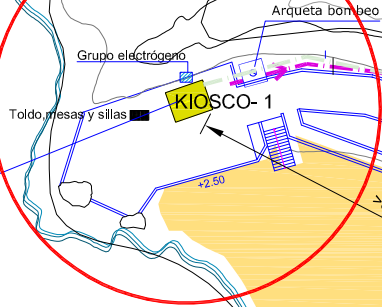 Arqueta bombeo
Grupo electrógeno
KIOSCO- 1
Toldo,mesas y sillas
+2.50